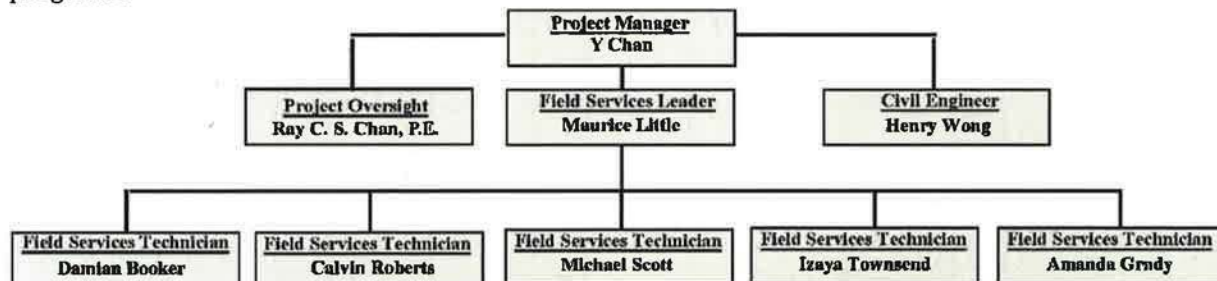 Project Manager
Y Chan
Project Oversight
Ray C. S. Chan, P.E.
Field Services Leader
Maurice Little
Civil Engineer
Henry Wong
Field Services Technician
Damian Booker
Field Services Technician
Calvin Roberts
Field Services Technician
Michael Scott
Field Services Technician
Izaya Townsend
Field Services Technician
Amanda Grady